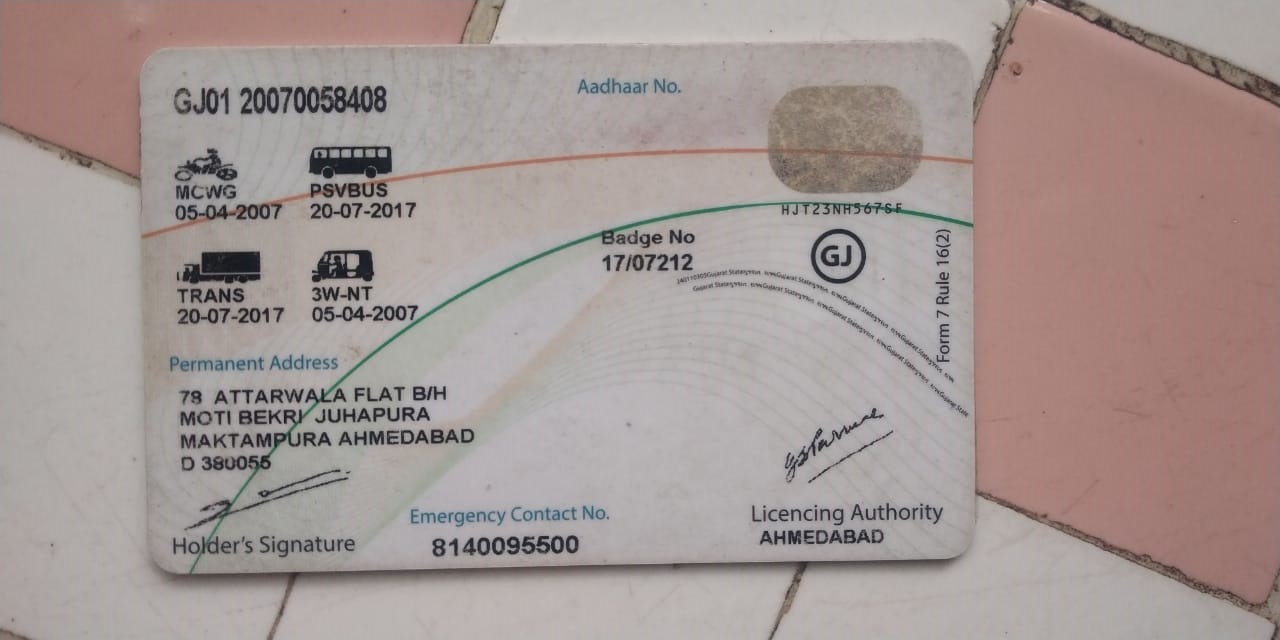 GJ01 20070058408
Aadhaar No.
MCWG
05-04-2007
PSVBUS
20-07-2017
HJT23NH567SF
GJ
Badge No
17/07212
TRANS
20-07-2017
3W-NT
05-04-2007
Form 7 Rule 16(2)
Permanent Address
78 ATTARWALA FLAT B/H
MOTI BEKRI JUHAPURA
MAKTAMPURA AHMEDABAD
D 380055
Holder's Signature
Emergency Contact No.
8140095500
Licencing Authority
AHMEDABAD